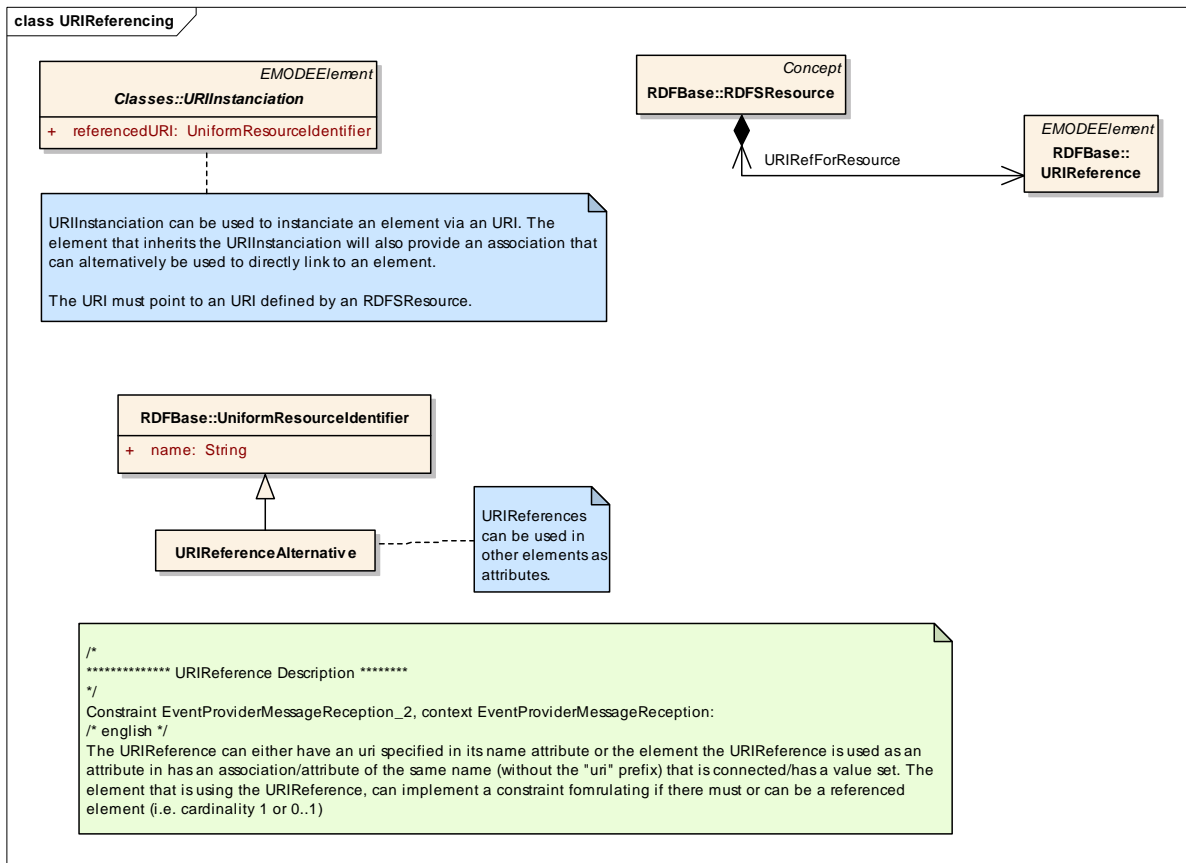 class URIReferencing
EMODEElement
Classes::URIInstanciation
+ referencedURI: UniformResourceIdentifier
Concept
RDFBase::RDFSResource
EMODEElement
RDFBase::
URIReference
URIRefForResource
URIInstanciation can be used to instanciate an element via an URI. The
element that inherits the URIInstanciation will also provide an association that
can alternatively be used to directly link to an element.
The URI must point to an URI defined by an RDFSResource.
RDFBase::UniformResourceIdentifier
+ name: String
URIReferenceAlternative
URIReferences
can be used in
other elements as
attributes.
/*
************** URIReference Description ********
*/
Constraint EventProviderMessageReception_2, context EventProviderMessageReception:
/* english */
The URIReference can either have an uri specified in its name attribute or the element the URIReference is used as an
attribute in has an association/attribute of the same name (without the "uri" prefix) that is connected/has a value set. The
element that is using the URIReference, can implement a constraint fomrulating if there must or can be a referenced
element (i.e. cardinality 1 or 0..1)